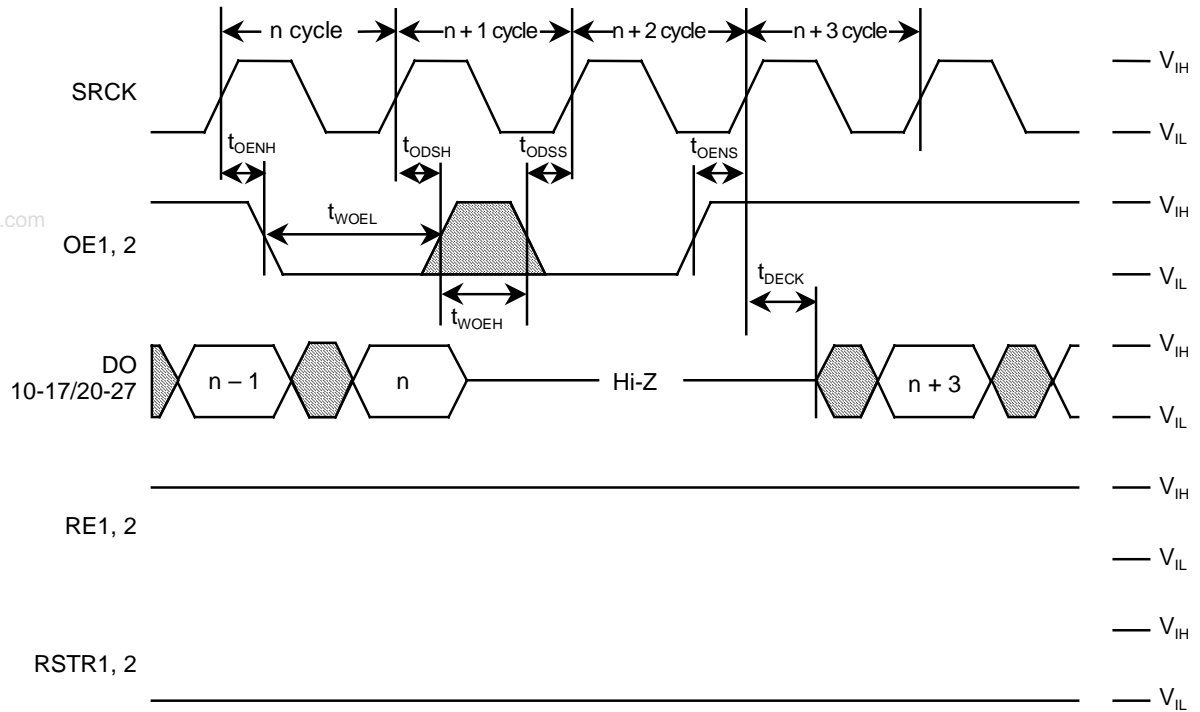 n cycle
n + 1 cycle
n + 2 cycle
n + 3 cycle
SRCK
VIH
VIL
tOENH
tODSH
tODSS
tOENS
.com
OE1, 2
tWOEL
VIH
VIL
tWOEH
tDECK
DO
10-17/20-27
n – 1
n
Hi-Z
n + 3
VIH
VIL
RE1, 2
VIH
VIL
RSTR1, 2
VIH
VIL